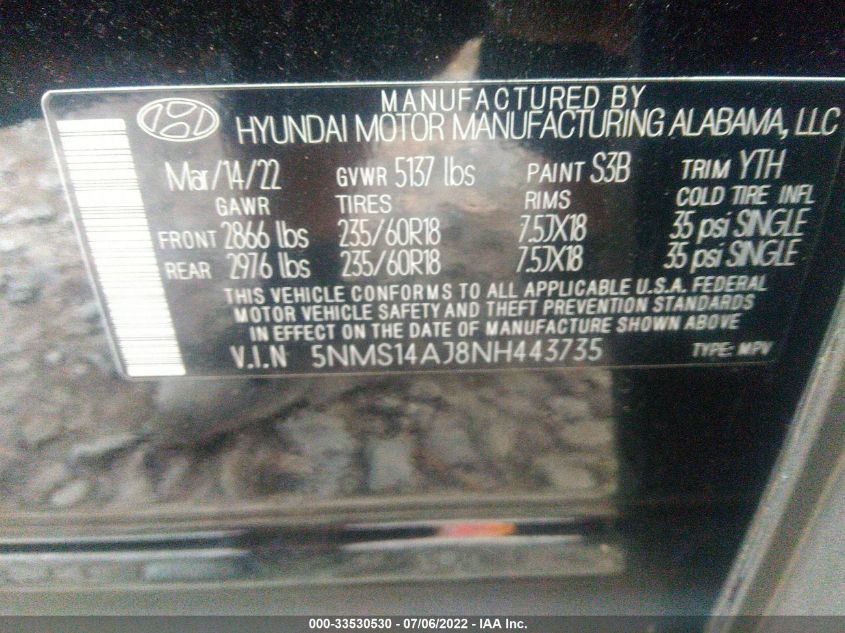 MANUFACTURED BY
HYUNDAI MOTOR MANUFACTURING ALABAMA, LLC
Mar/14/22 GVWR 5137 lbs PAINT S3B TRIM YTH
GAWR TIRES RIMS COLD TIRE INFL
FRONT 2866 lbs 235/60R18 7.5JX18 35 psi SINGLE
REAR 2976 lbs 235/60R18 7.5JX18 35 psi SINGLE
THIS VEHICLE CONFORMS TO ALL APPLICABLE U.S.A. FEDERAL
MOTOR VEHICLE SAFETY AND THEFT PREVENTION STANDARDS
IN EFFECT ON THE DATE OF MANUFACTURE SHOWN ABOVE
V.I.N 5NMS14AJ8NH443735 TYPE: MPV
000-33530530 - 07/06/2022 - IAA Inc.